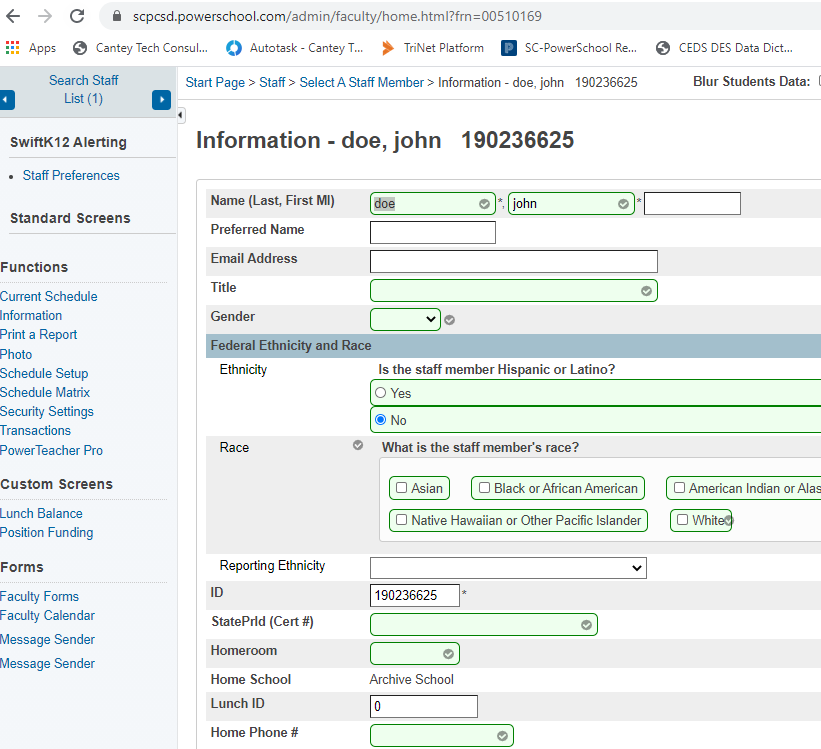 scpcsd.powerschool.com/admin/faculty/home.html?frn=00510169
Apps Cantey Tech Consul... Autotask - Cantey T... TriNet Platform SC-PowerSchool Re... CEDS DES Data Dict...
Search Staff
List (1)
Start Page > Staff > Select A Staff Member > Information - doe, john 190236625 Blur Students Data:
SwiftK12 Alerting
Staff Preferences
Standard Screens
Functions
Current Schedule
Information
Print a Report
Photo
Schedule Setup
Schedule Matrix
Security Settings
Transactions
PowerTeacher Pro
Custom Screens
Lunch Balance
Position Funding
Forms
Faculty Forms
Faculty Calendar
Message Sender
Message Sender
Information - doe, john 190236625
Name (Last, First MI) doe *, john *
Preferred Name
Email Address
Title
Gender
Federal Ethnicity and Race
Ethnicity Is the staff member Hispanic or Latino?
Yes
No
Race What is the staff member's race?
Asian Black or African American American Indian or Alas
Native Hawaiian or Other Pacific Islander White
Reporting Ethnicity
ID 190236625 *
StatePrId (Cert #)
Homeroom
Home School Archive School
Lunch ID 0
Home Phone #